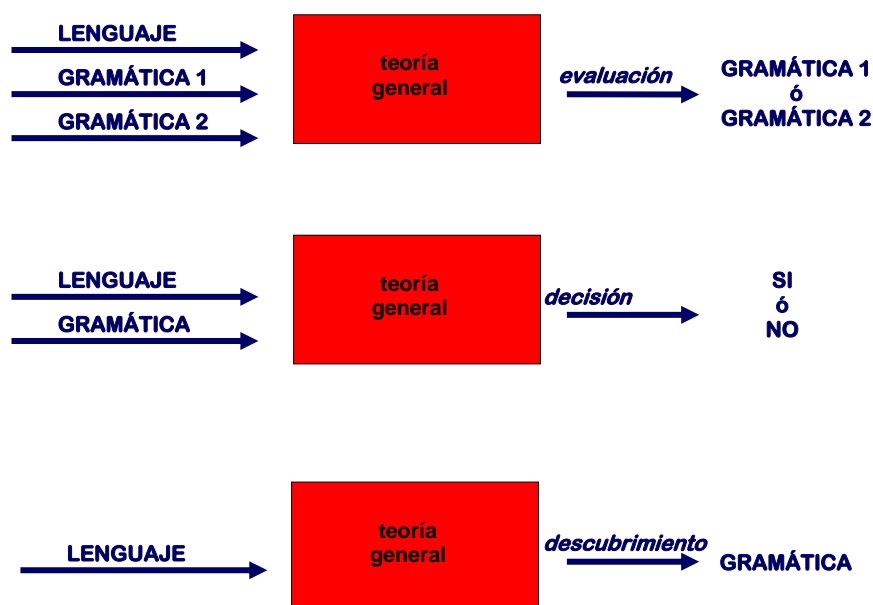 LENGUAJE
GRAMÁTICA 1
GRAMÁTICA 2
teoría
general
evaluación
GRAMÁTICA 1
ó
GRAMÁTICA 2
LENGUAJE
GRAMÁTICA
teoría
general
decisión
SI
ó
NO
LENGUAJE
teoría
general
descubrimiento
GRAMÁTICA